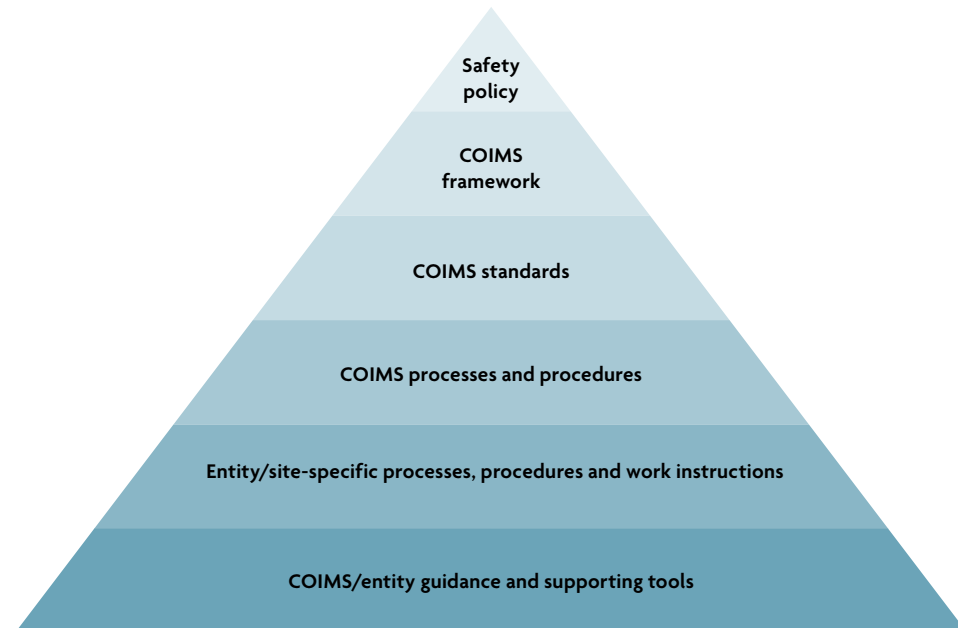 Safety
policy
COIMS
framework
COIMS standards
COIMS processes and procedures
Entity/site-specific processes, procedures and work instructions
COIMS/entity guidance and supporting tools